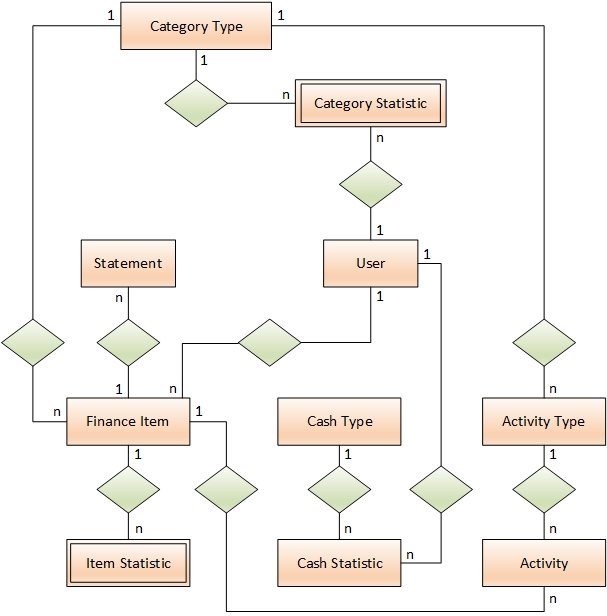 1
Category Type
1
1
n
Category Statistic
n
1
Statement
User
1
n
1
1
n
n
n
Finance Item
1
Cash Type
Activity Type
1
1
1
n
n
n
Item Statistic
Cash Statistic
n
Activity
n